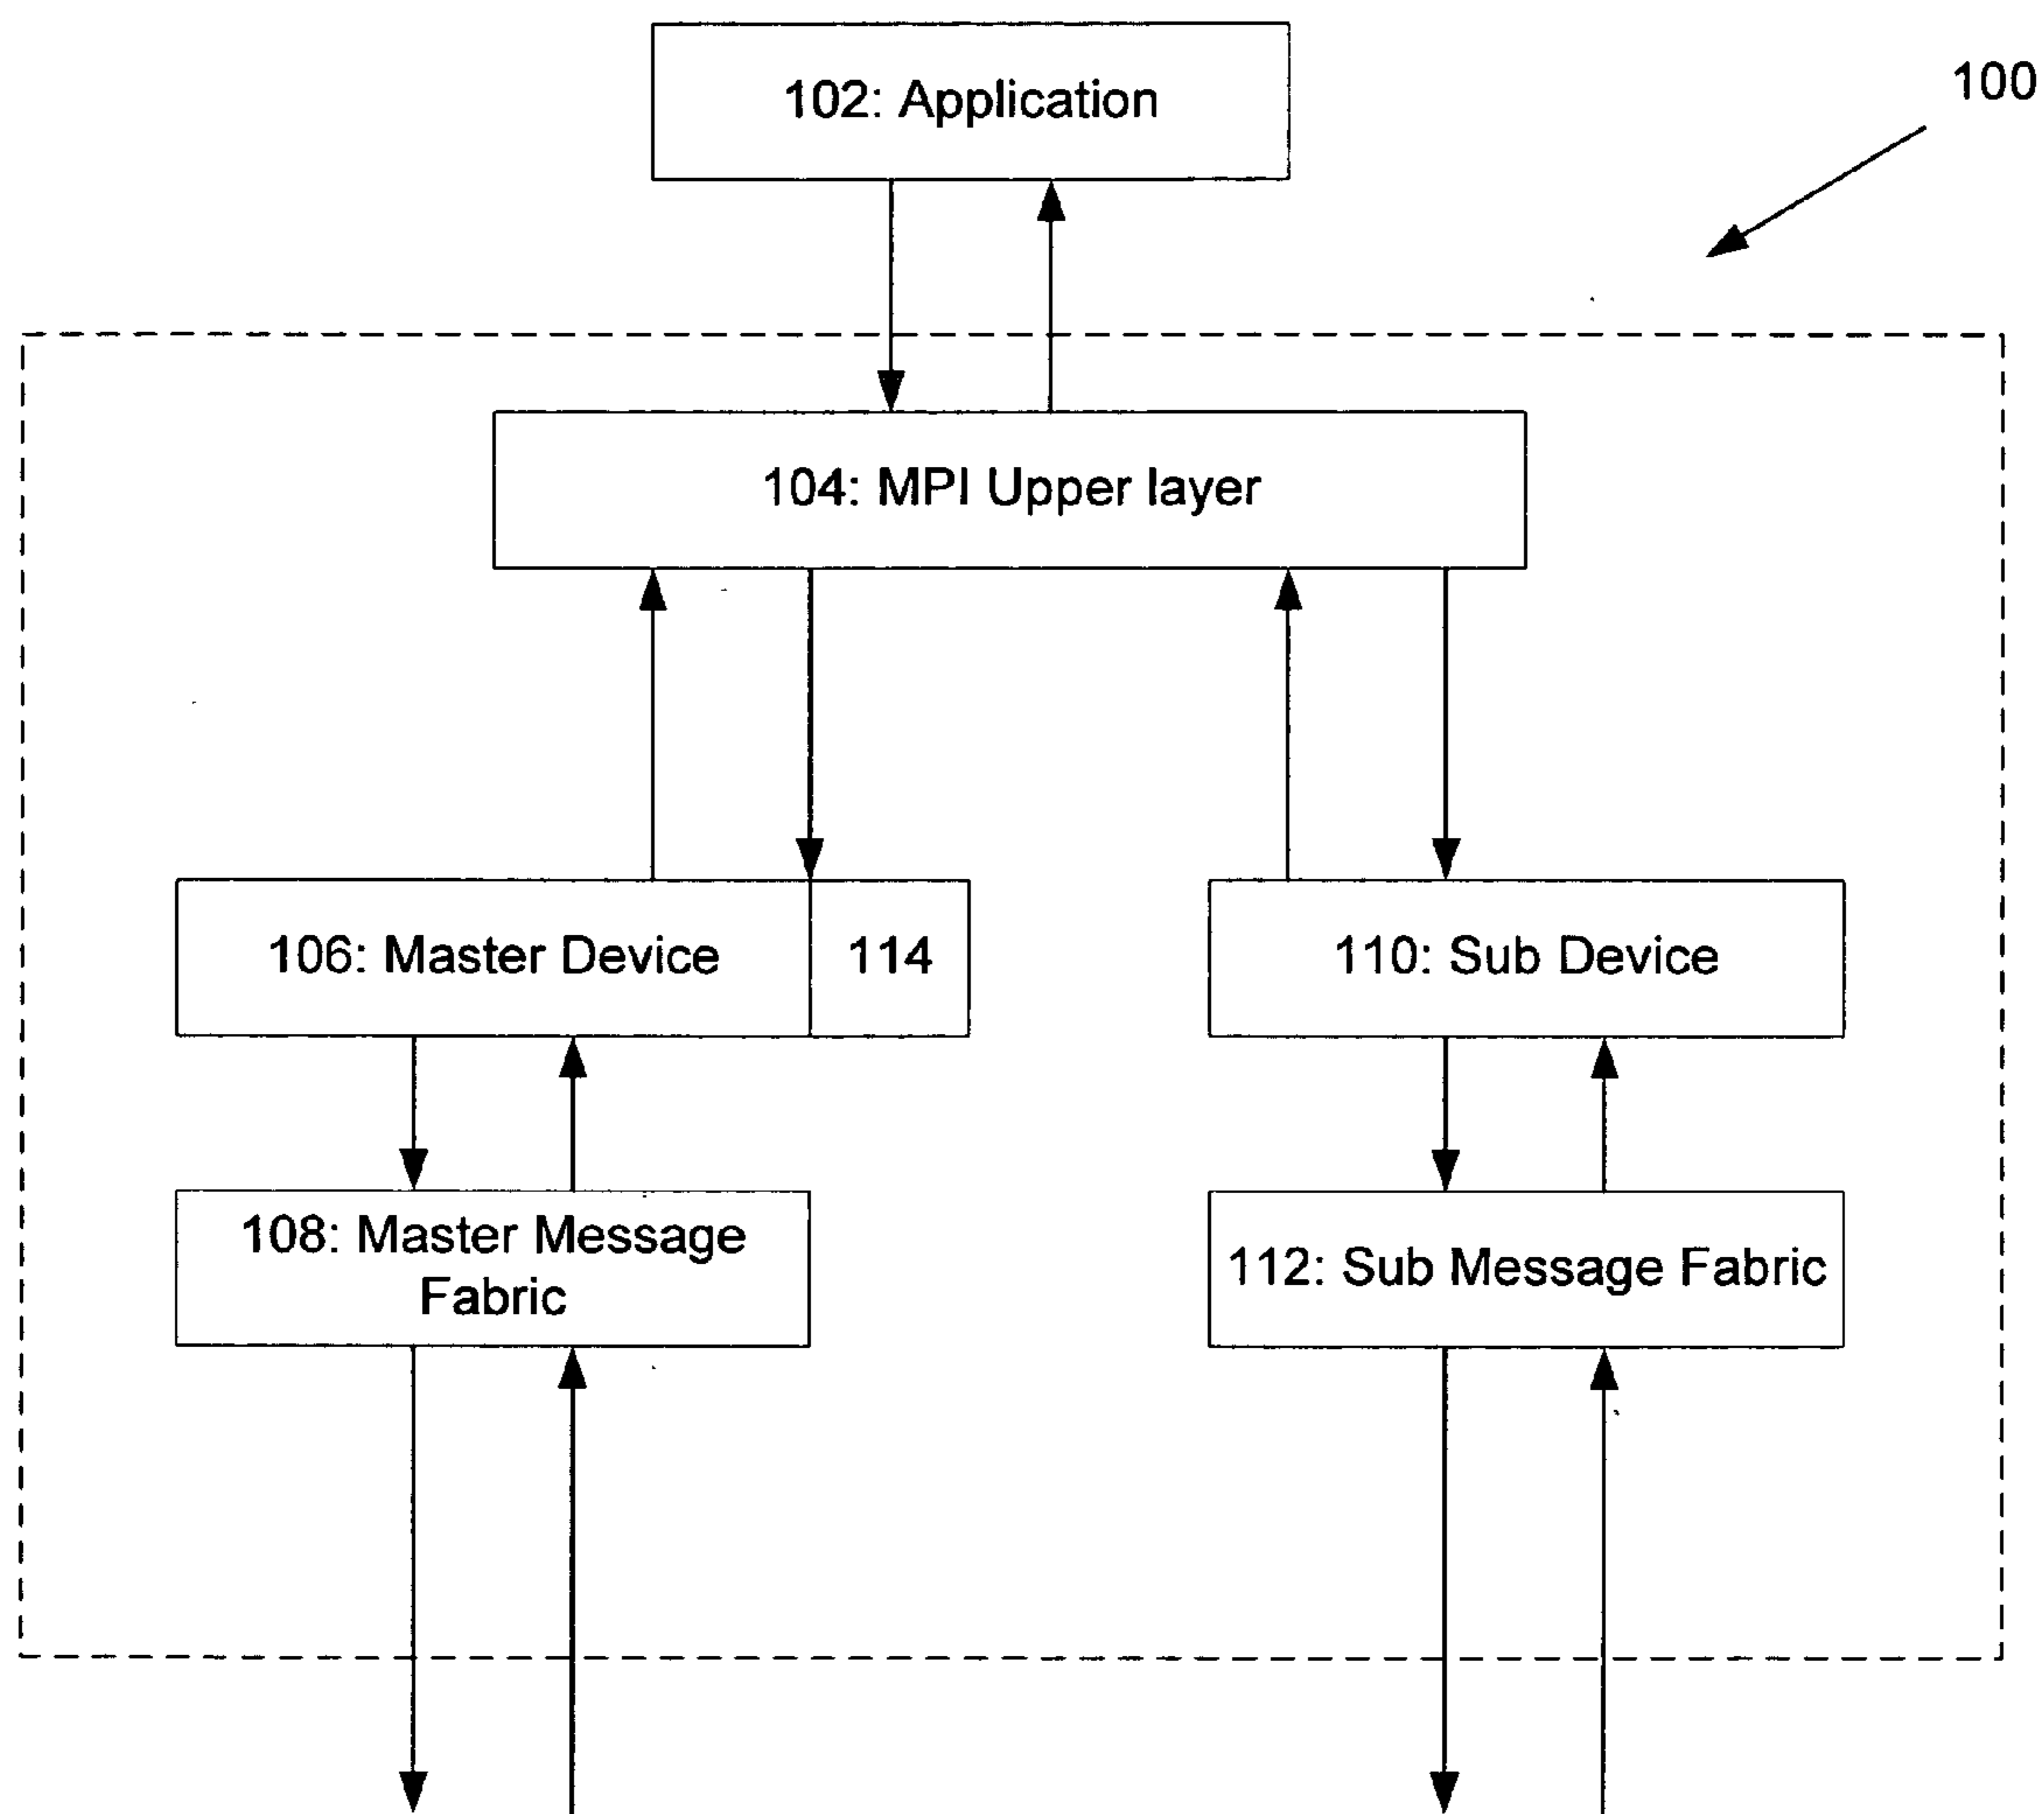 102: Application
100
104: MPI Upper layer
106: Master Device
114
110: Sub Device
108: Master Message
Fabric
112: Sub Message Fabric